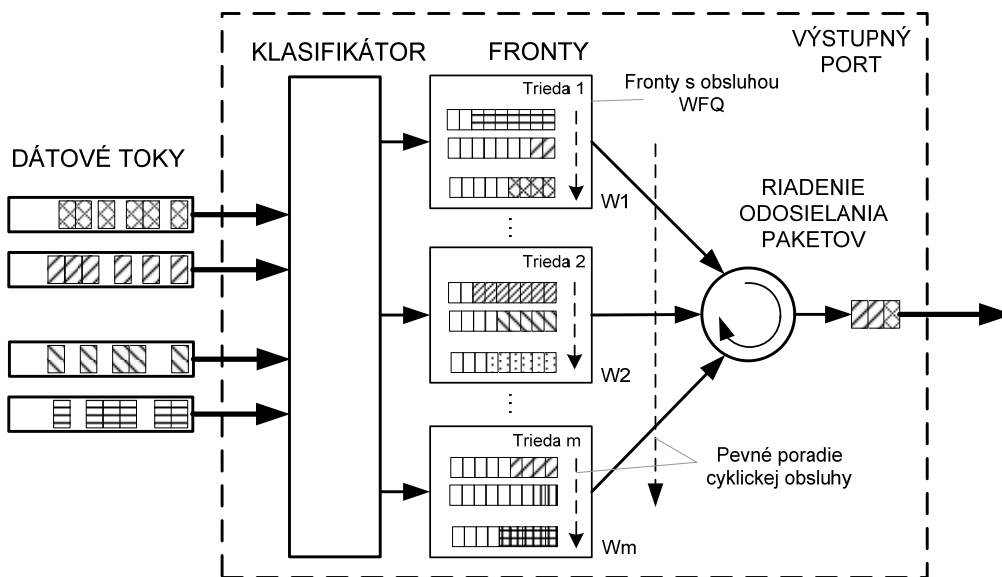 VÝSTUPNÝ
PORT
KLASIFIKÁTOR
FRONTY
Trieda 1
Fronty s obsluhou
WFQ
DÁTOVÉ TOKY
W1
RIADENIE
ODOSIELANIA
PAKETOV
⋮
Trieda 2
W2
⋮
Trieda m
Pevné poradie
cyklickej obsluhy
Wm